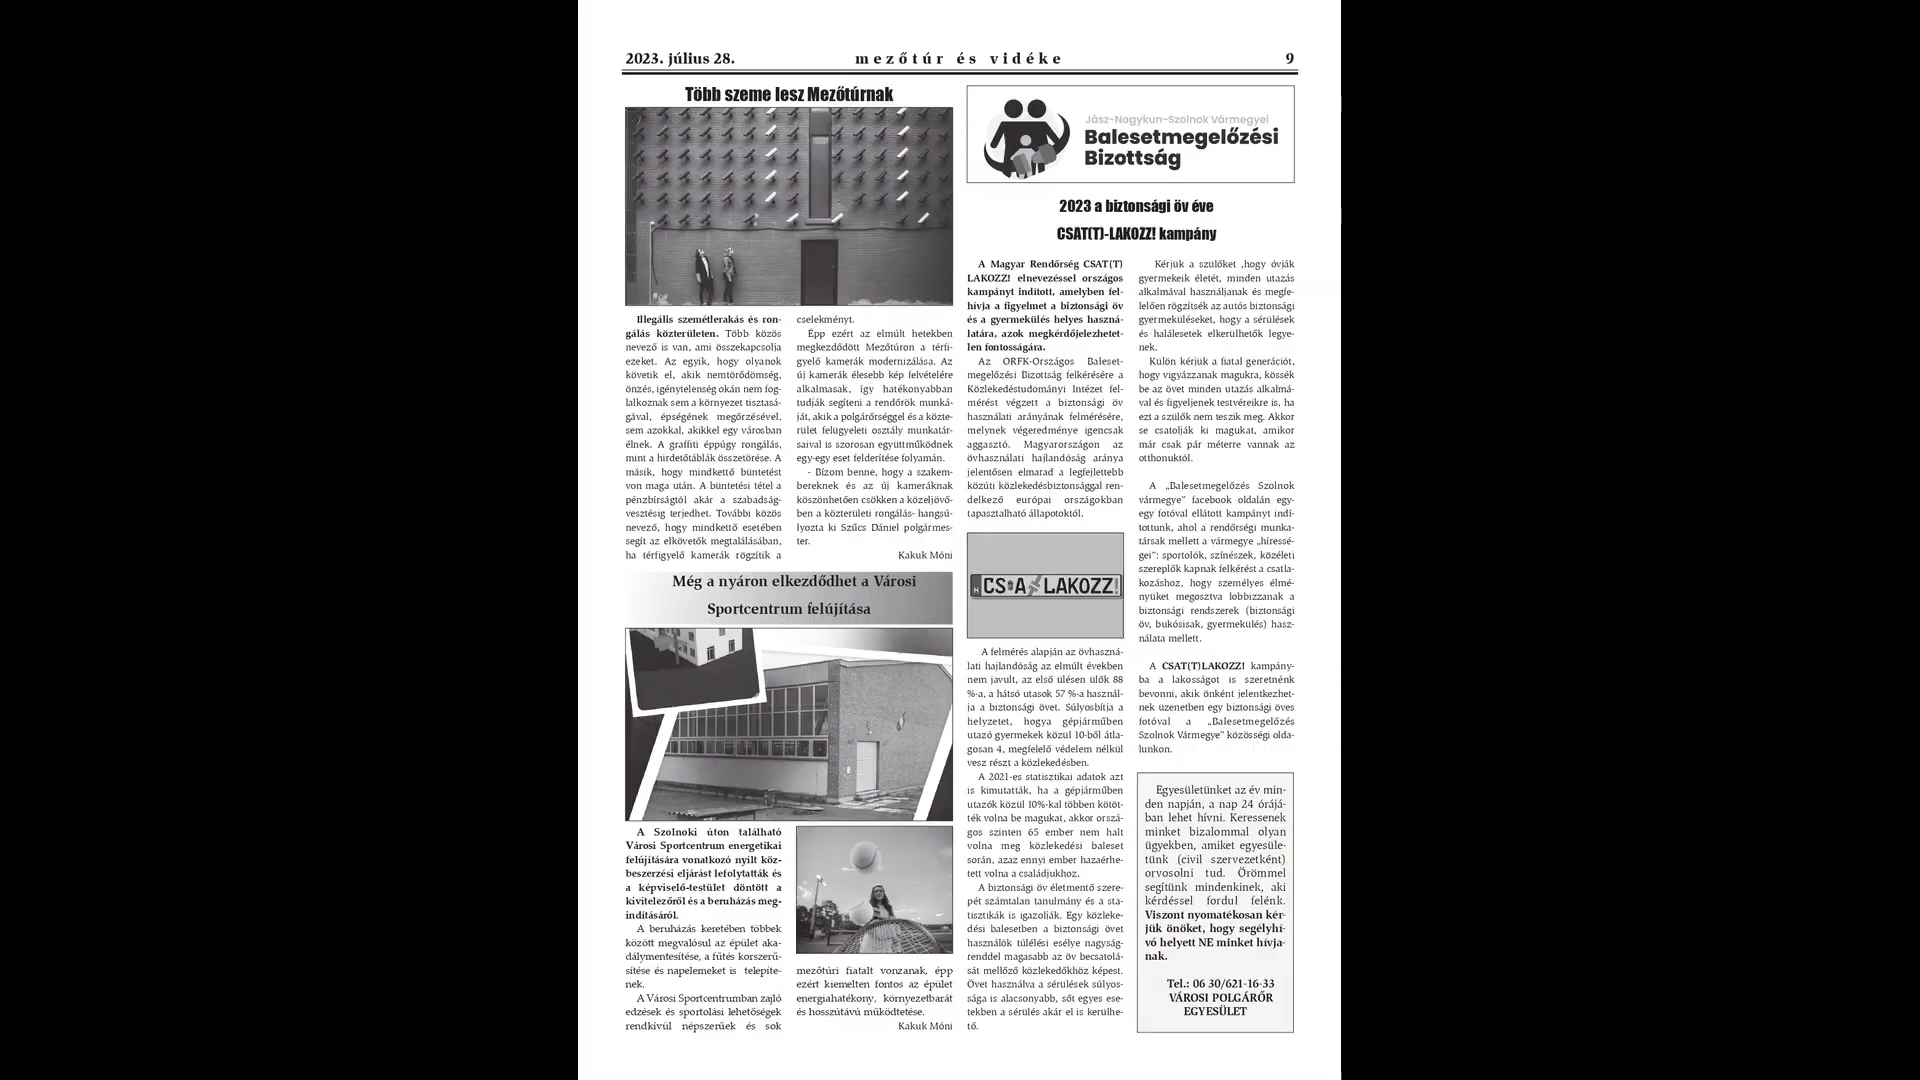 2023. július 28.
mezőtúr és vidéke
9
Több szeme lesz Mezőtúrnak
Illegális szemétlerakás és ron-
gálás közterületen. Több közös
nevező is van, ami összekapcsolja
ezeket. Az egyik, hogy olyanok
követik el, akik nemtörődömség,
önzés, igénytelenség okán nem fog-
lalkoznak sem a környezet tisztasá-
gával, épségének megőrzésével,
sem azokkal, akikkel egy városban
élnek. A graffiti éppúgy rongálás,
mint a hirdetőtáblák összetörése. A
másik, hogy mindkettő büntetést
von maga után. A büntetési tétel a
pénzbírságtól akár a szabadság-
vesztésig terjedhet. További közös
nevező, hogy mindkettő esetében
segít az elkövetők megtalálásában,
ha térfigyelő kamerák rögzítik a
cselekményt.
Épp ezért az elmúlt hetekben
megkezdődött Mezőtúron a térfi-
gyelő kamerák modernizálása. Az
új kamerák élesebb kép felvételére
alkalmasak, így hatékonyabban
tudják segíteni a rendőrök munká-
ját, akik a polgárőrséggel és a közte-
rület felügyeleti osztály munkatár-
saival is szorosan együttműködnek
egy-egy eset felderítése folyamán.
- Bízom benne, hogy a szakem-
bereknek és az új kameráknak
köszönhetően csökken a közeljövő-
ben a közterületi rongálás- hangsú-
lyozta ki Szűcs Dániel polgármes-
ter.
Kakuk Móni
Még a nyáron elkezdődhet a Városi
Sportcentrum felújítása
A Szolnoki úton található
Városi Sportcentrum energetikai
felújítására vonatkozó nyílt köz-
beszerzési eljárást lefolytatták és
a képviselő-testület döntött a
kivitelezőről és a beruházás meg-
indításáról.
A beruházás keretében többek
között megvalósul az épület aka-
dálymentesítése, a fűtés korszerű-
sítése és napelemeket is telepíte-
nek.
A Városi Sportcentrumban zajló
edzések és sportolási lehetőségek
rendkívül népszerűek és sok
mezőtúri fiatalt vonzanak, épp
ezért kiemelten fontos az épület
energiahatékony, környezetbarát
és hosszútávú működtetése.
Kakuk Móni
Jász-Nagykun-Szolnok Vármegyei
Balesetmegelőzési
Bizottság
2023 a biztonsági öv éve
CSAT(T)-LAKOZZ! kampány
A Magyar Rendőrség CSAT(T)
LAKOZZ! elnevezéssel országos
kampányt indított, amelyben fel-
hívja a figyelmet a biztonsági öv
és a gyermekülés helyes haszná-
latára, azok megkérdőjelezhetet-
len fontosságára.
Az ORFK-Országos Baleset-
megelőzési Bizottság felkérésére a
Közlekedéstudományi Intézet fel-
mérést végzett a biztonsági öv
használati arányának felmérésére,
melynek végeredménye igencsak
aggasztó. Magyarországon az
övhasználati hajlandóság aránya
jelentősen elmarad a legfejlettebb
közúti közlekedésbiztonsággal ren-
delkező európai országokban
tapasztalható állapotoktól.
H CS A LAKOZZ!
A felmérés alapján az övhaszná-
lati hajlandóság az elmúlt években
nem javult, az első ülésen ülők 88
%-a, a hátsó utasok 57 %-a használ-
ja a biztonsági övet. Súlyosbítja a
helyzetet, hogya gépjárműben
utazó gyermekek közül 10-ből átla-
gosan 4, megfelelő védelem nélkül
vesz részt a közlekedésben.
A 2021-es statisztikai adatok azt
is kimutatták, ha a gépjárműben
utazók közül 10%-kal többen kötöt-
ték volna be magukat, akkor orszá-
gos szinten 65 ember nem halt
volna meg közlekedési baleset
során, azaz ennyi ember hazaérhe-
tett volna a családjukhoz.
A biztonsági öv életmentő szere-
pét számtalan tanulmány és a sta-
tisztikák is igazolják. Egy közleke-
dési balesetben a biztonsági övet
használók túlélési esélye nagyság-
renddel magasabb az öv becsatolá-
sát mellőző közlekedőkhöz képest.
Övet használva a sérülések súlyos-
sága is alacsonyabb, sőt egyes ese-
tekben a sérülés akár el is kerülhe-
tő.
Kérjük a szülőket ,hogy óvják
gyermekeik életét, minden utazás
alkalmával használjanak és megfe-
lelően rögzítsék az autós biztonsági
gyermeküléseket, hogy a sérülések
és halálesetek elkerülhetők legye-
nek.
Külön kérjük a fiatal generációt,
hogy vigyázzanak magukra, kössék
be az övet minden utazás alkalmá-
val és figyeljenek testvéreikre is, ha
ezt a szülők nem teszik meg. Akkor
se csatolják ki magukat, amikor
már csak pár méterre vannak az
otthonuktól.
A „Balesetmegelőzés Szolnok
vármegye" facebook oldalán egy-
egy fotóval ellátott kampányt indí-
tottunk, ahol a rendőrségi munka-
társak mellett a vármegye „híressé-
gei": sportolók, színészek, közéleti
szereplők kapnak felkérést a csatla-
kozáshoz, hogy személyes élmé-
nyüket megosztva lobbizzanak a
biztonsági rendszerek (biztonsági
öv, bukósisak, gyermekülés) hasz-
nálata mellett.
A CSAT(T)LAKOZZ! kampány-
ba a lakosságot is szeretnénk
bevonni, akik önként jelentkezhet-
nek üzenetben egy biztonsági öves
fotóval a „Balesetmegelőzés
Szolnok Vármegye" közösségi olda-
lunkon.
Egyesületünket az év min-
den napján, a nap 24 órájá-
ban lehet hívni. Keressenek
minket bizalommal olyan
ügyekben, amiket egyesüle-
tünk (civil szervezetként)
orvosolni tud. Örömmel
segítünk mindenkinek, aki
kérdéssel fordul felénk.
Viszont nyomatékosan kér-
jük önöket, hogy segélyhí-
vó helyett NE minket hívja-
nak.
Tel.: 06 30/621-16-33
VÁROSI POLGÁRŐR
EGYESÜLET